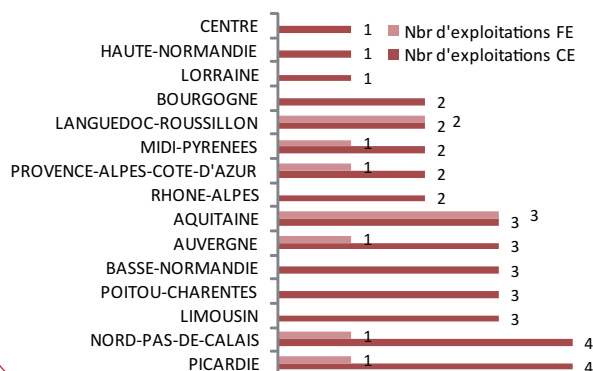 CENTRE 1 Nbr d'exploitations FE
HAUTE-NORMANDIE 1 Nbr d'exploitations CE
LORRAINE 1
BOURGOGNE 2
LANGUEDOC-ROUSSILLON 2 2
MIDI-PYRENEES 1 2
PROVENCE-ALPES-COTE-D'AZUR 1 2
RHONE-ALPES 2
AQUITAINE 3 3
AUVERGNE 1 3
BASSE-NORMANDIE 3
POITOU-CHARENTES 3
LIMOUSIN 3
NORD-PAS-DE-CALAIS 1 4
PICARDIE 1 4